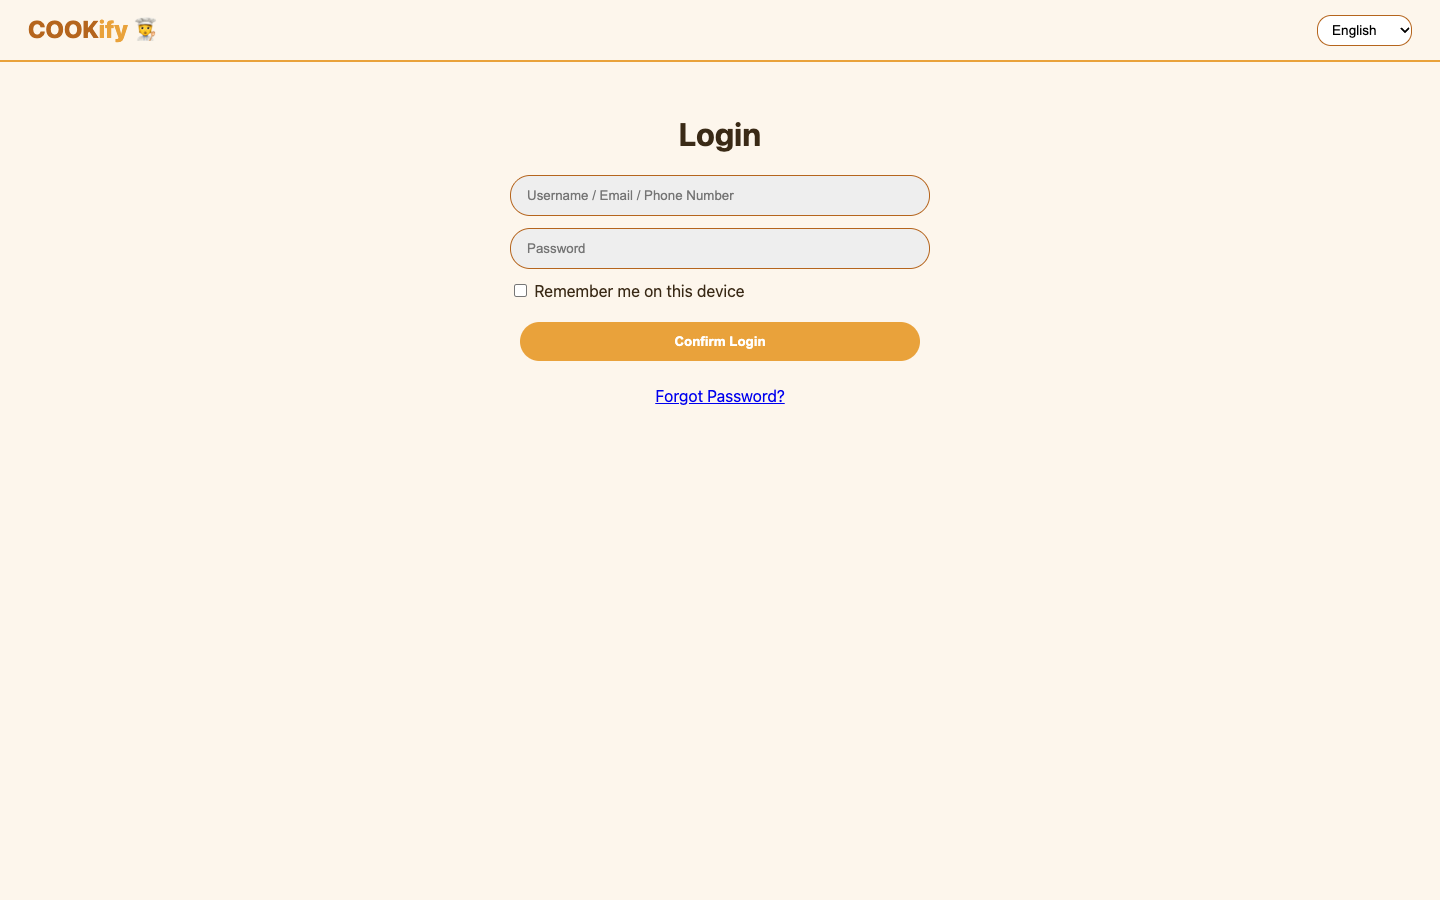 COOKify
English
Login
Username / Email / Phone Number
Password
Remember me on this device
Confirm Login
Forgot Password?